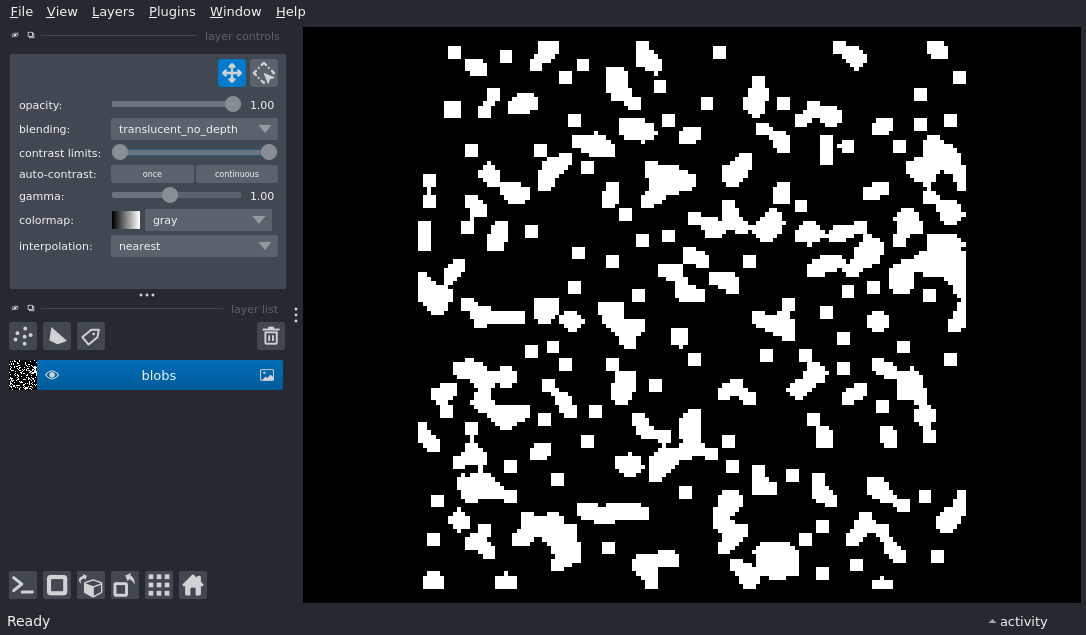 File View Layers Plugins Window Help
layer controls
opacity: 1.00
blending: translucent_no_depth
contrast limits:
auto-contrast: once continuous
gamma: 1.00
colormap: gray
interpolation: nearest
layer list
blobs
Ready
activity